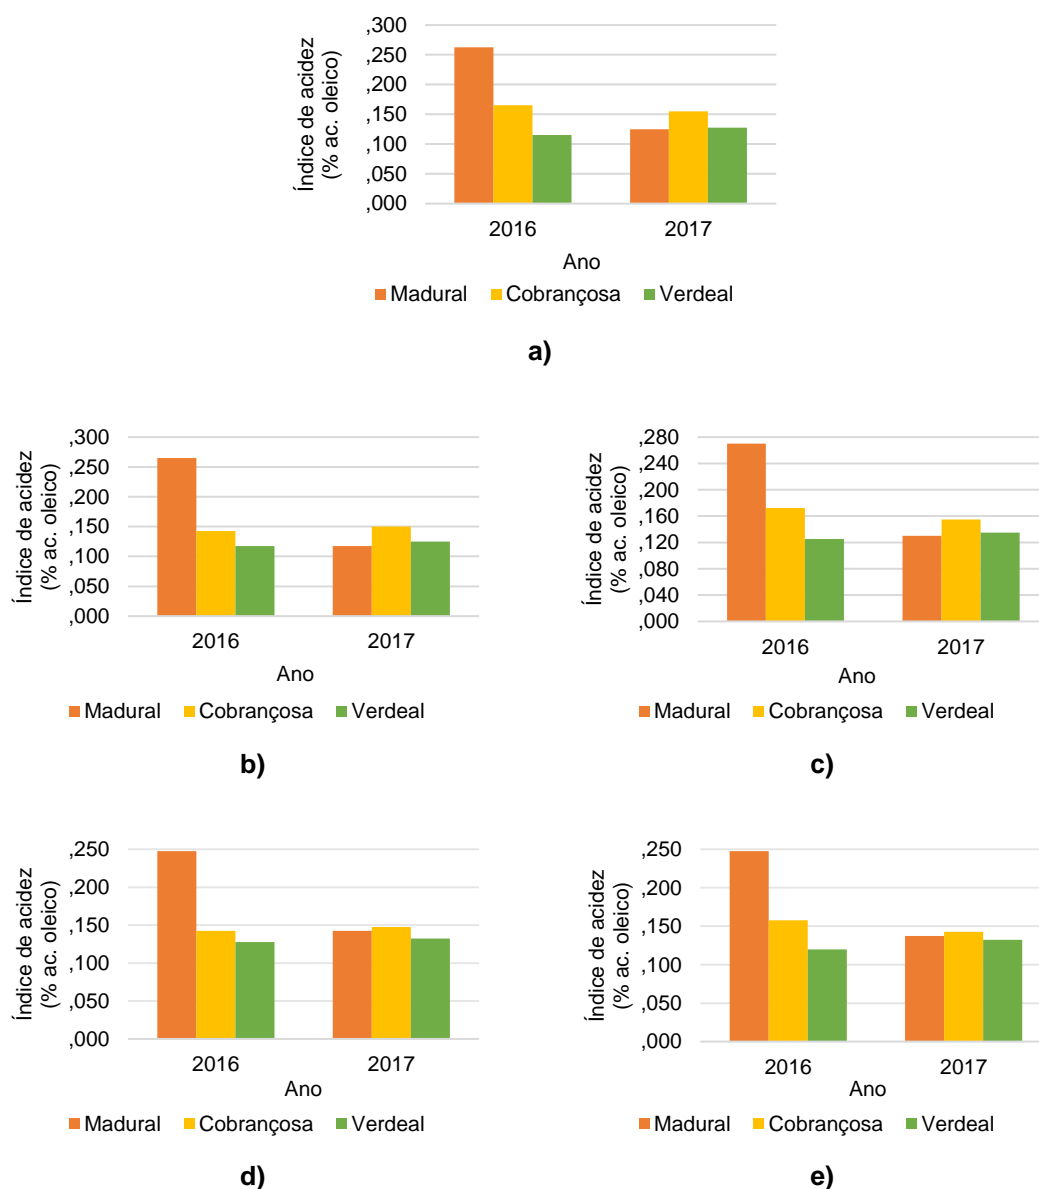 Índice de acidez
(% ac. oleico)
,300
,250
,200
,150
,100
,050
,000
2016 2017
Ano
Madural Cobrançosa Verdeal
a)
Índice de acidez
(% ac. oleico)
,300
,250
,200
,150
,100
,050
,000
2016 2017
Ano
Madural Cobrançosa Verdeal
b)
Índice de acidez
(% ac. oleico)
,280
,240
,200
,160
,120
,080
,040
,000
2016 2017
Ano
Madural Cobrançosa Verdeal
c)
Índice de acidez
(% ac. oleico)
,250
,200
,150
,100
,050
,000
2016 2017
Ano
Madural Cobrançosa Verdeal
d)
Índice de acidez
(% ac. oleico)
,250
,200
,150
,100
,050
,000
2016 2017
Ano
Madural Cobrançosa Verdeal
e)